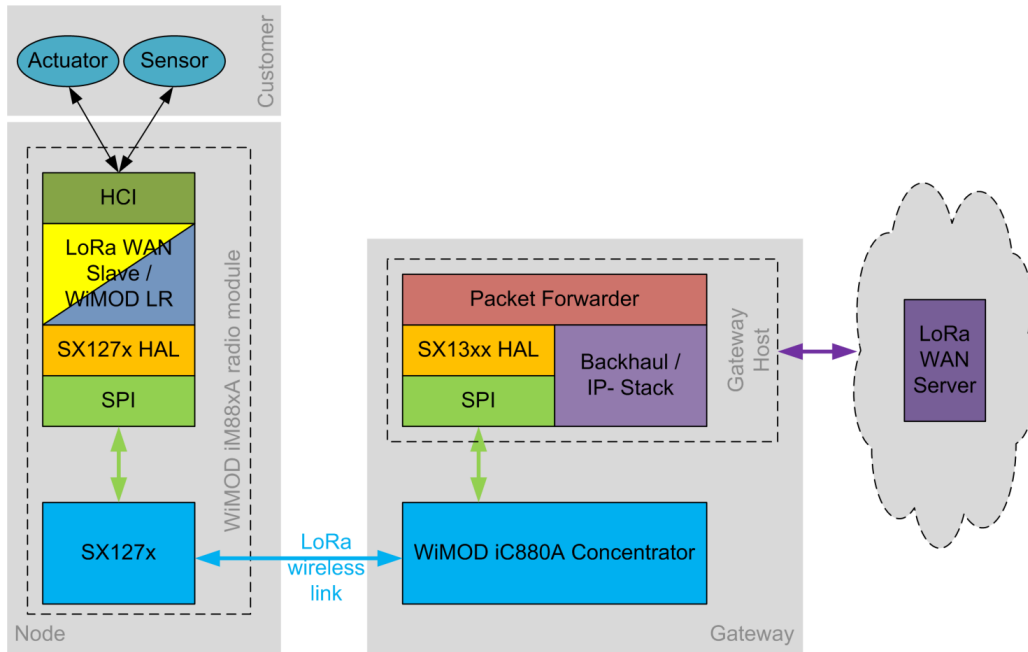 Actuator
Sensor
Customer
HCI
LoRa WAN
Slave /
WiMOD LR
SX127x HAL
SPI
WiMOD iM88xA radio module
SX127x
Node
LoRa
wireless
link
Packet Forwarder
SX13xx HAL
SPI
Backhaul /
IP- Stack
Gateway
Host
WiMOD iC880A Concentrator
Gateway
LoRa
WAN
Server